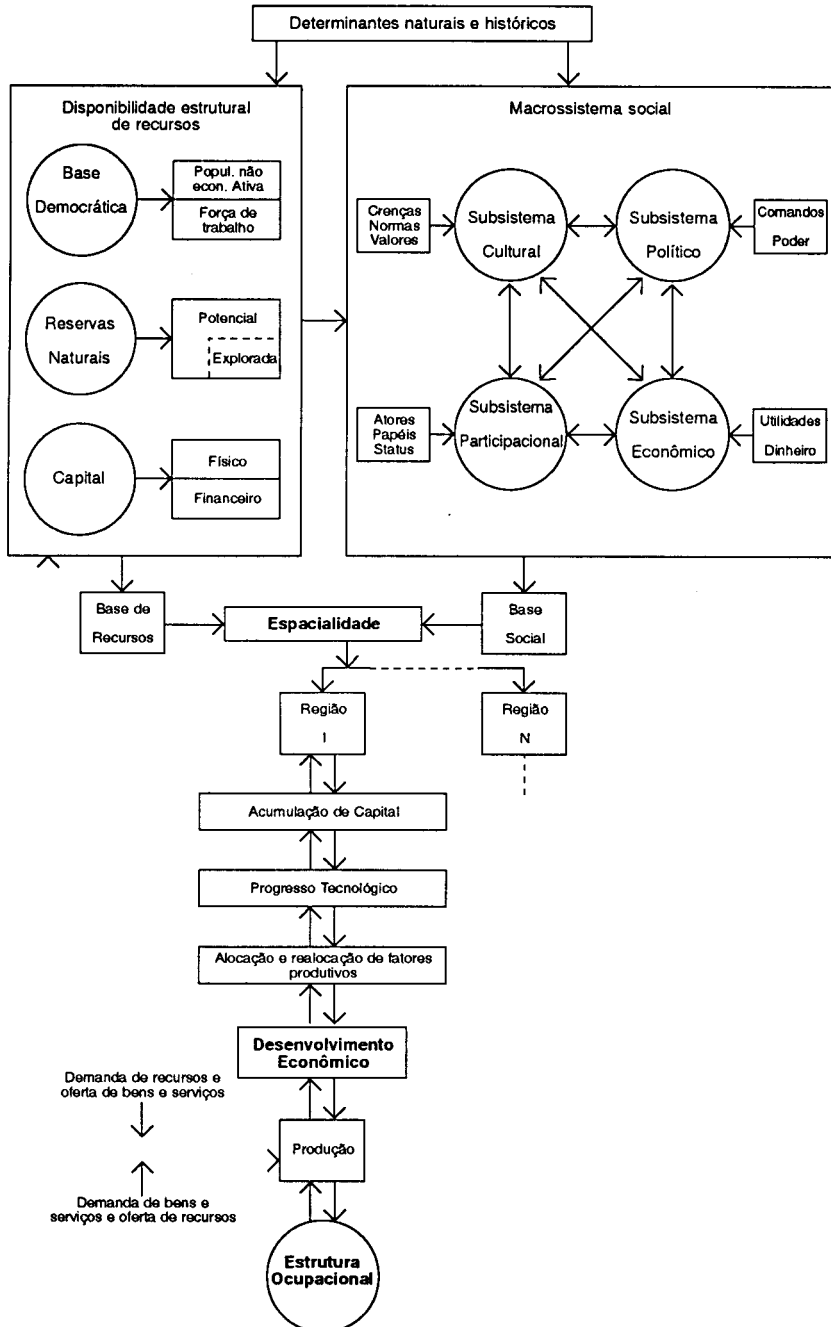 Determinantes naturais e históricos
Disponibilidade estrutural
de recursos
Base
Democrática
Popul. não
econ. Ativa
Força de
trabalho
Reservas
Naturais
Potencial
Explorada
Capital
Físico
Financeiro
Macrossistema social
Crenças
Normas
Valores
Subsistema
Cultural
Subsistema
Político
Comandos
Poder
Atores
Papéis
Status
Subsistema
Participacional
Subsistema
Econômico
Utilidades
Dinheiro
Base de
Recursos
Espacialidade
Base
Social
Região
I
Região
N
Acumulação de Capital
Progresso Tecnológico
Alocação e realocação de fatores
produtivos
Desenvolvimento
Econômico
Demanda de recursos e
oferta de bens e serviços
Produção
Demanda de bens e
serviços e oferta de recursos
Estrutura
Ocupacional